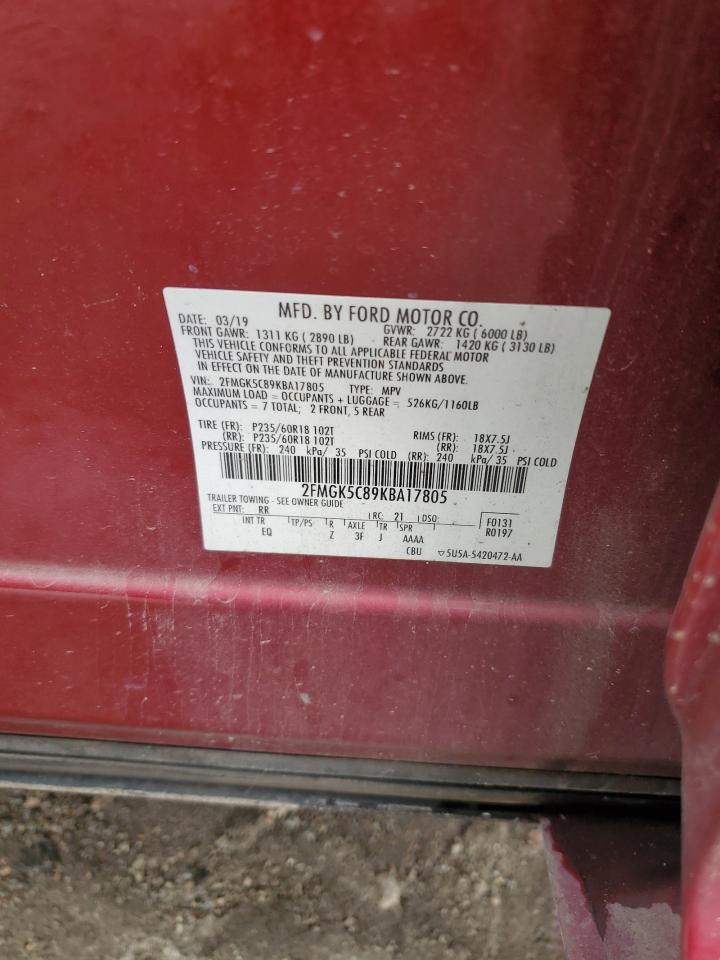 MFD. BY FORD MOTOR CO.
DATE: 03/19 GVWR: 2722 KG ( 6000 LB)
FRONT GAWR: 1311 KG ( 2890 LB) REAR GAWR: 1420 KG ( 3130 LB)
THIS VEHICLE CONFORMS TO ALL APPLICABLE FEDERAL MOTOR
VEHICLE SAFETY AND THEFT PREVENTION STANDARDS
IN EFFECT ON THE DATE OF MANUFACTURE SHOWN ABOVE.
VIN: 2FMGK5C89KBA17805 TYPE: MPV
MAXIMUM LOAD = OCCUPANTS + LUGGAGE = 526KG/1160LB
OCCUPANTS = 7 TOTAL; 2 FRONT, 5 REAR
TIRE (FR): P235/60R18 102T RIMS (FR): 18X7.5J
(RR): P235/60R18 102T (RR): 18X7.5J
PRESSURE (FR): 240 kPa/ 35 PSI COLD (RR): 240 kPa/ 35 PSI COLD
2FMGK5C89KBA17805
TRAILER TOWING - SEE OWNER GUIDE
EXT PNT: RR RC: 21 DSO: F0131
INT TR TP/PS R AXLE TR SPR R0197
EQ Z 3F J AAAA
CBU ▽5U5A-5420472-AA